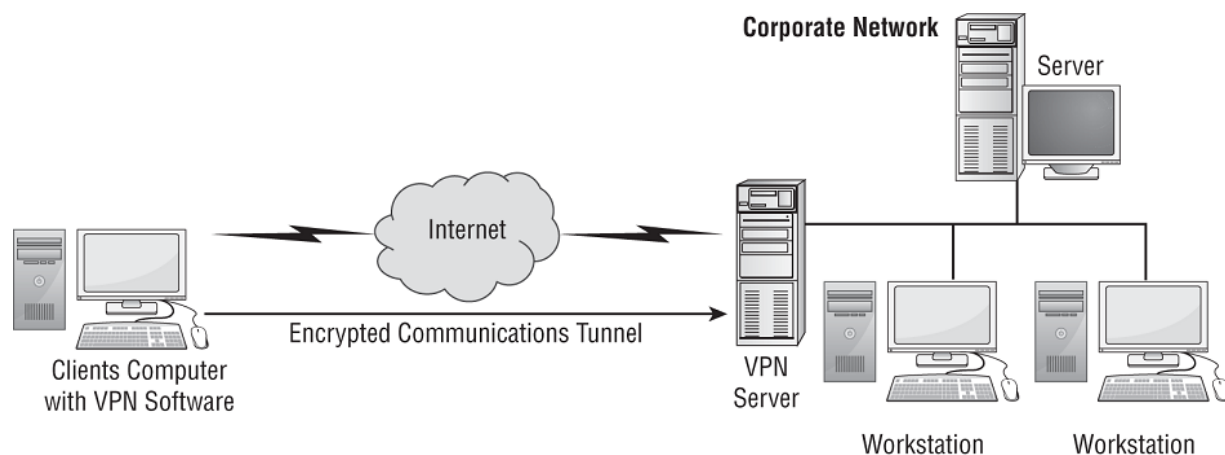 Corporate Network
Server
Internet
Encrypted Communications Tunnel
Clients Computer
with VPN Software
VPN
Server
Workstation
Workstation